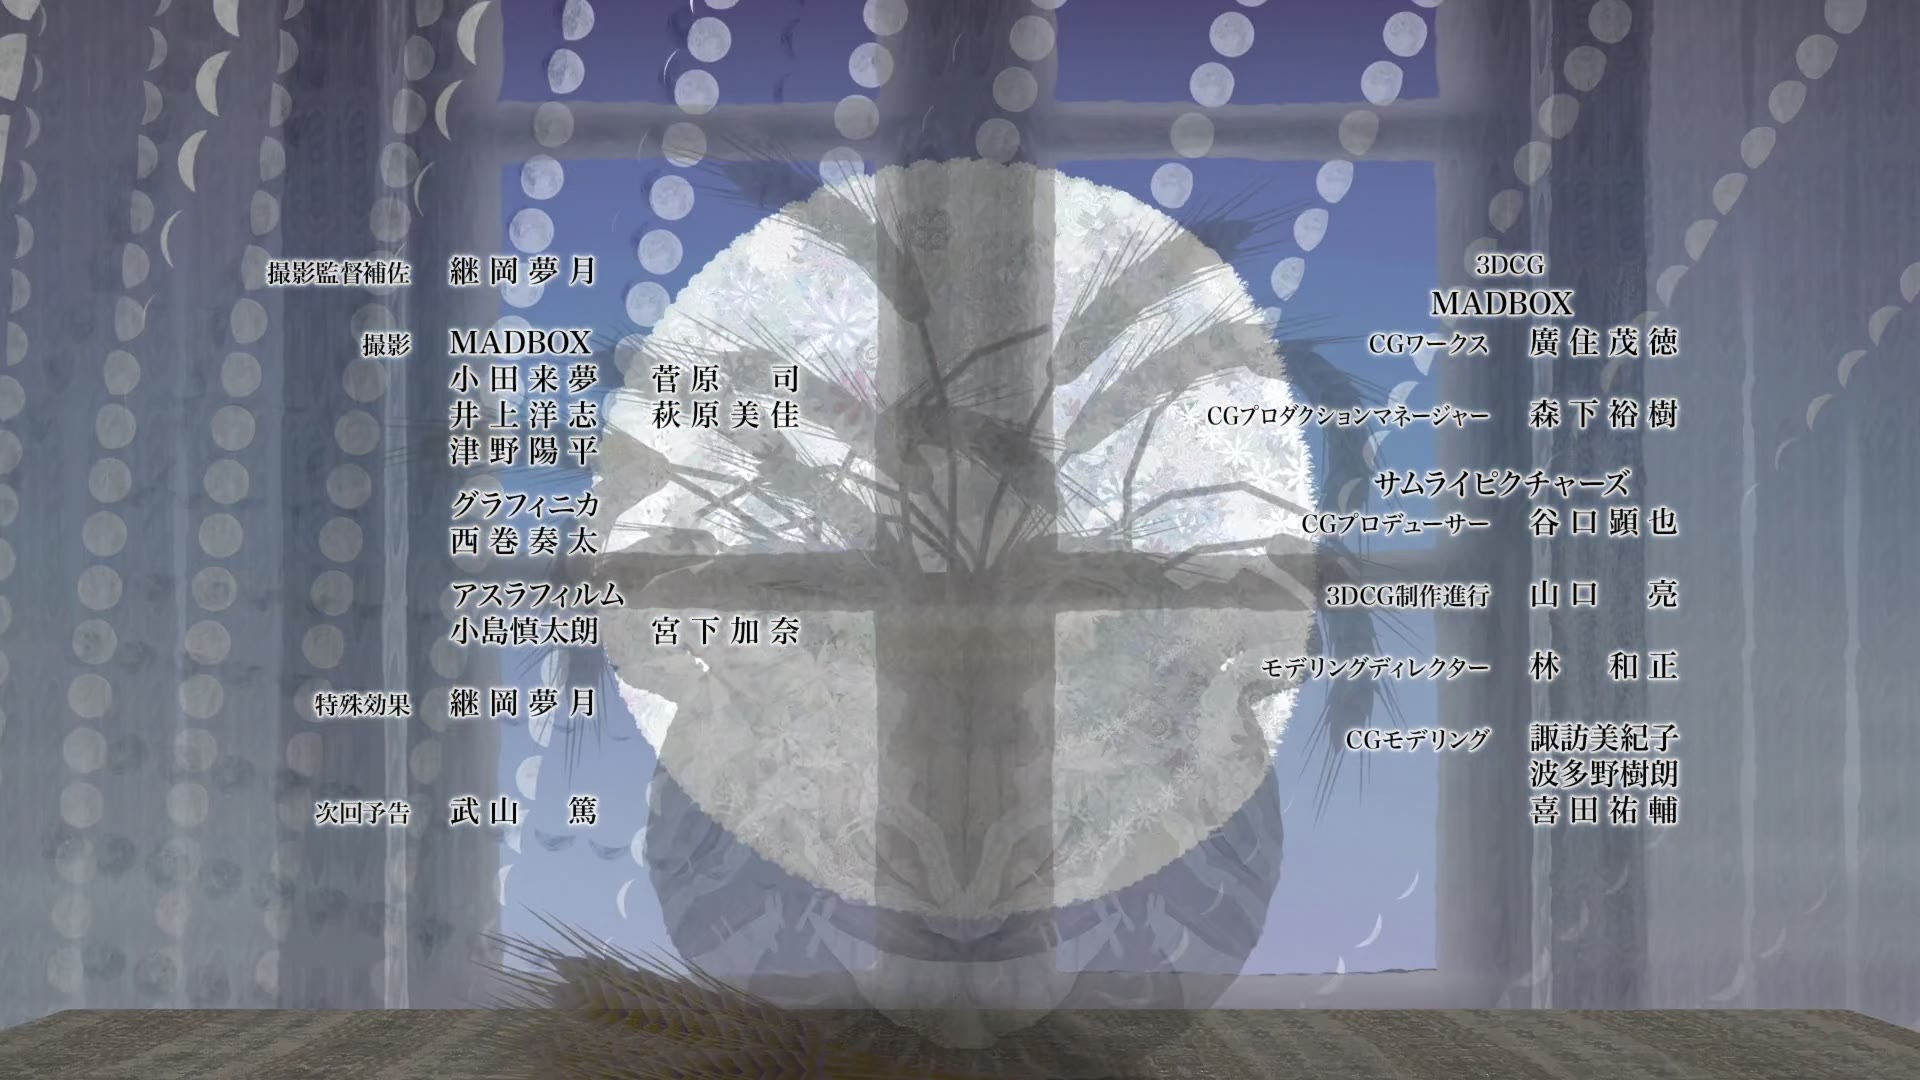 撮影監督補佐 継岡夢月
撮影 MADBOX
小田来夢 菅原 司
井上洋志 萩原美佳
津野陽平
グラフィニカ
西巻奏太
アスラフィルム
小島慎太朗 宮下加奈
特殊効果 継岡夢月
次回予告 武山 篤
3DCG
MADBOX
CGワークス 廣住茂徳
CGプロダクションマネージャー 森下裕樹
サムライピクチャーズ
CGプロデューサー 谷口顕也
3DCG制作進行 山口 亮
モデリングディレクター 林 和正
CGモデリング 諏訪美紀子
波多野樹朗
喜田祐輔